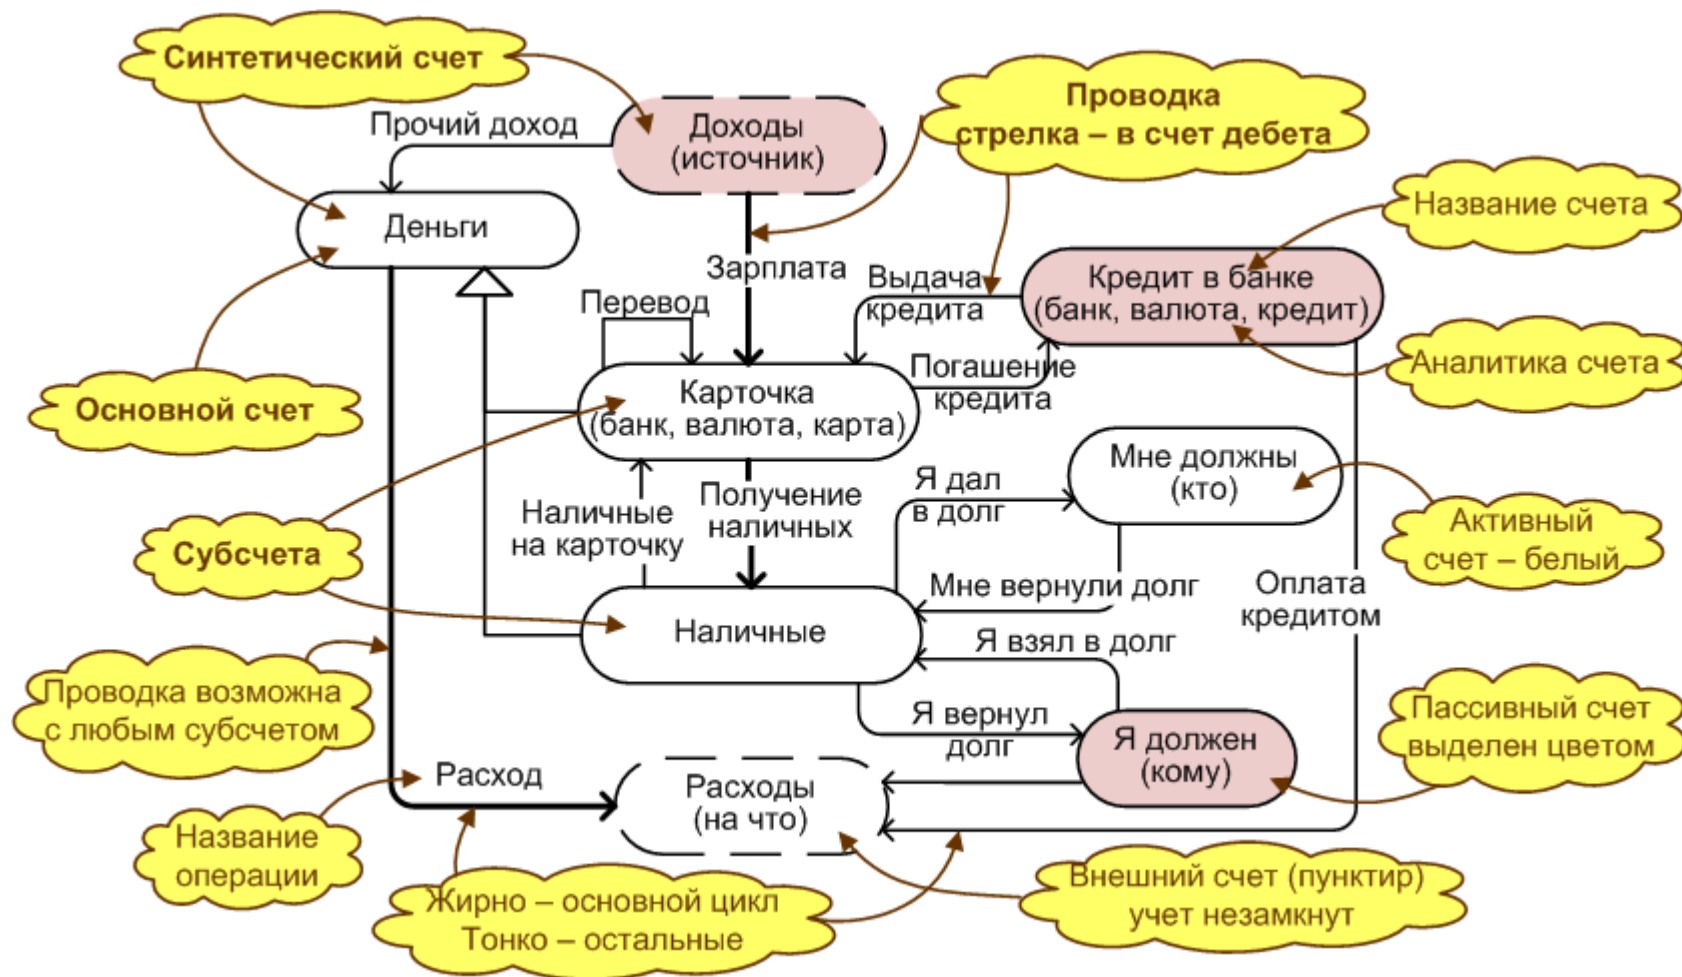 Синтетический счет
Проводка
стрелка – в счет дебета
Прочий доход
Доходы
(источник)
Название счета
Деньги
Зарплата
Выдача
кредита
Кредит в банке
(банк, валюта, кредит)
Перевод
Аналитика счета
Погашение
кредита
Основной счет
Карточка
(банк, валюта, карта)
Мне должны
(кто)
Я дал
в долг
Получение
наличных
Наличные
на карточку
Активный
счет – белый
Субсчета
Мне вернули долг
Оплата
кредитом
Наличные
Я взял в долг
Проводка возможна
с любым субсчетом
Я вернул
долг
Я должен
(кому)
Пассивный счет
выделен цветом
Расход
Расходы
(на что)
Название
операции
Жирно – основной цикл
Тонко – остальные
Внешний счет (пунктир)
учет незамкнут